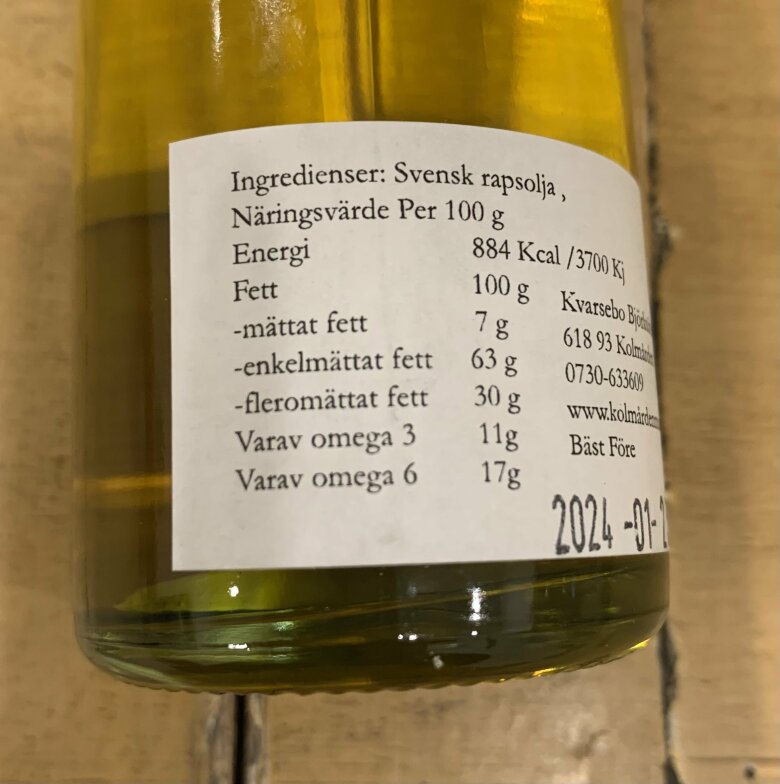 Ingredienser: Svensk rapsolja ,
Näringsvärde Per 100 g
Energi 884 Kcal /3700 Kj
Fett 100 g
-mättat fett 7 g
-enkelmättat fett 63 g
-fleromättat fett 30 g
Varav omega 3 11g
Varav omega 6 17g
Kvarsebo
618 93
0730-633609
Bäst Före
2024 -01-